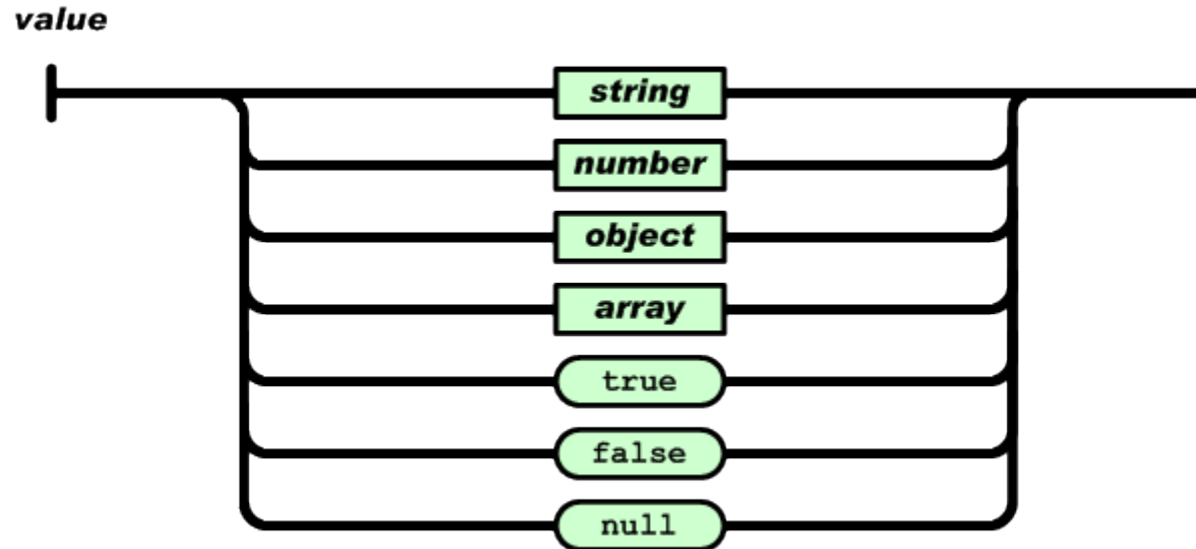 value
string
number
object
array
true
false
null